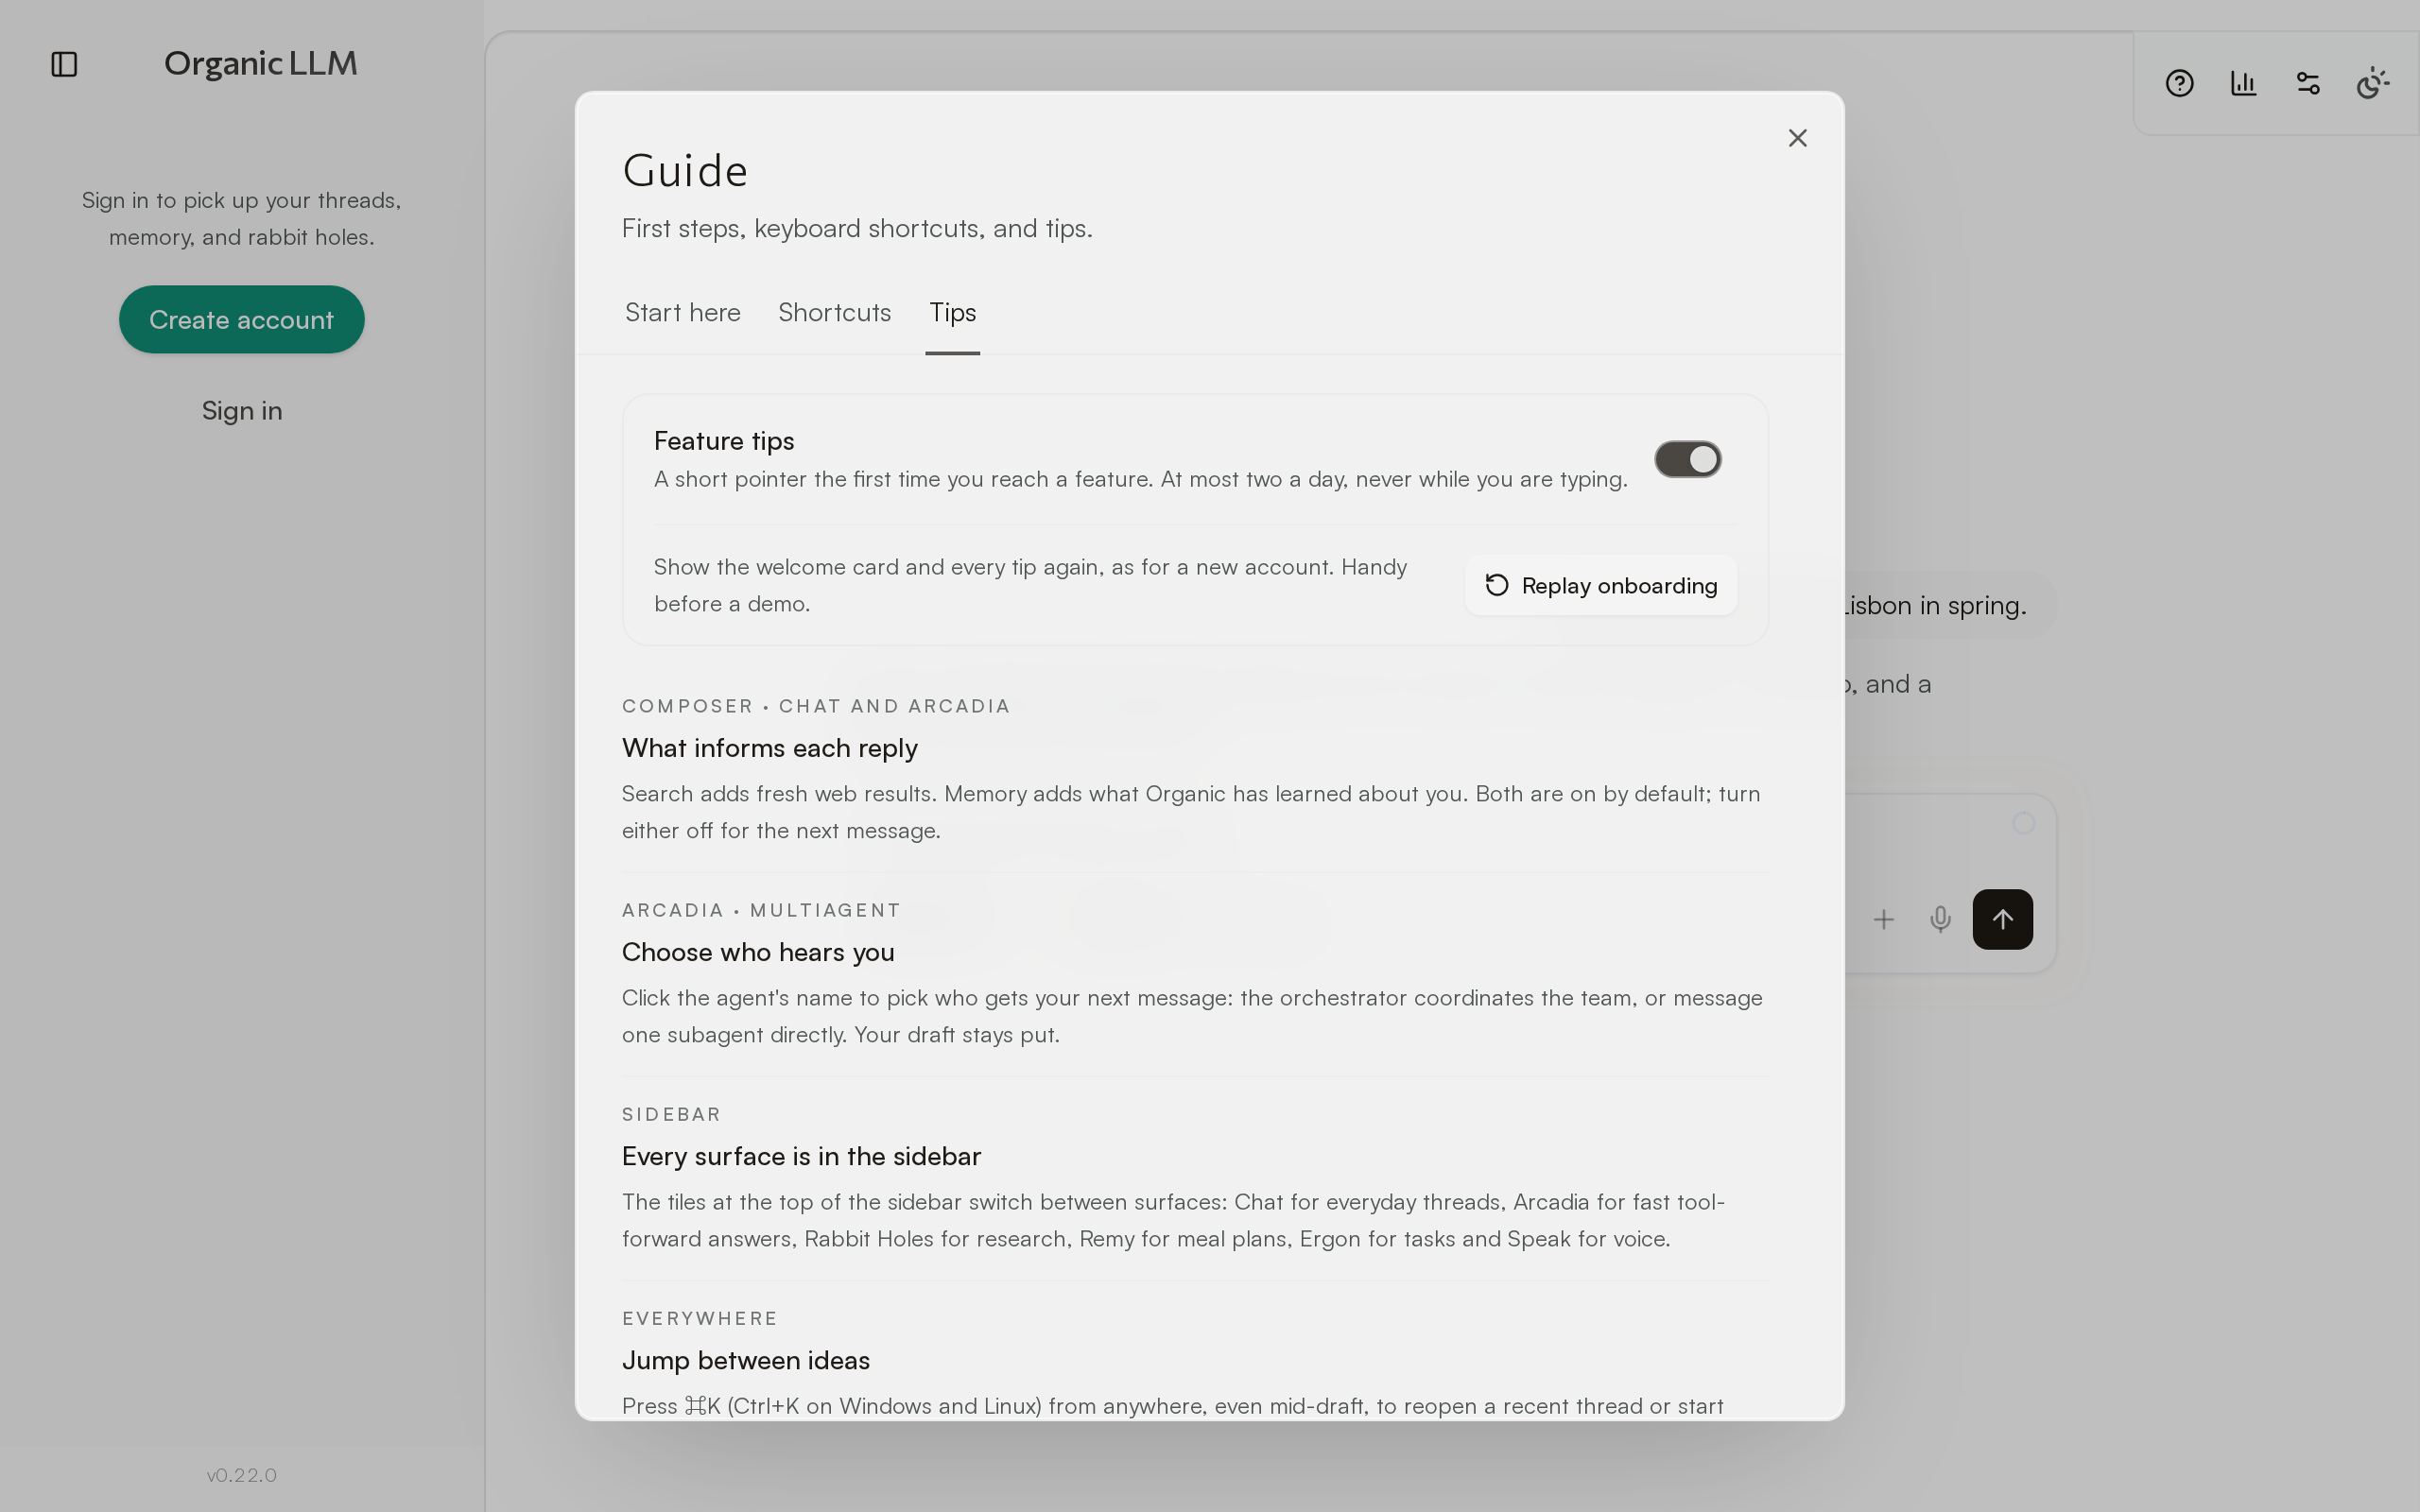 Organic LLM
Sign in to pick up your threads,
memory, and rabbit holes.
Create account
Sign in
v0.22.0
Guide
First steps, keyboard shortcuts, and tips.
Start here
Shortcuts
Tips
Feature tips
A short pointer the first time you reach a feature. At most two a day, never while you are typing.
Show the welcome card and every tip again, as for a new account. Handy
before a demo.
Replay onboarding
COMPOSER · CHAT AND ARCADIA
What informs each reply
Search adds fresh web results. Memory adds what Organic has learned about you. Both are on by default; turn
either off for the next message.
ARCADIA · MULTIAGENT
Choose who hears you
Click the agent's name to pick who gets your next message: the orchestrator coordinates the team, or message
one subagent directly. Your draft stays put.
SIDEBAR
Every surface is in the sidebar
The tiles at the top of the sidebar switch between surfaces: Chat for everyday threads, Arcadia for fast tool-
forward answers, Rabbit Holes for research, Remy for meal plans, Ergon for tasks and Speak for voice.
EVERYWHERE
Jump between ideas
Press ⌘K (Ctrl+K on Windows and Linux) from anywhere, even mid-draft, to reopen a recent thread or start
Lisbon in spring.
, and a